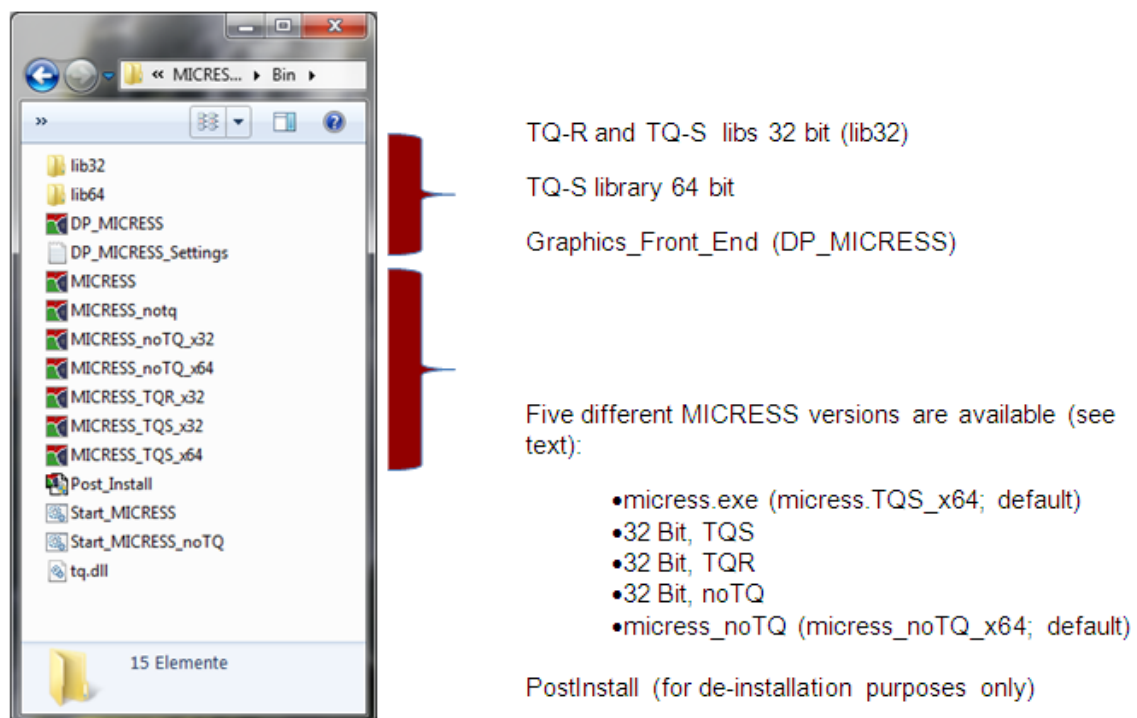 « MICRES... ▸ Bin ▸
»
lib32
lib64
DP_MICRESS
DP_MICRESS_Settings
MICRESS
MICRESS_notq
MICRESS_noTQ_x32
MICRESS_noTQ_x64
MICRESS_TQR_x32
MICRESS_TQS_x32
MICRESS_TQS_x64
Post_Install
Start_MICRESS
Start_MICRESS_noTQ
tq.dll
15 Elemente
TQ-R and TQ-S libs 32 bit (lib32)
TQ-S library 64 bit
Graphics_Front_End (DP_MICRESS)
Five different MICRESS versions are available (see
text):
•micress.exe (micress.TQS_x64; default)
•32 Bit, TQS
•32 Bit, TQR
•32 Bit, noTQ
•micress_noTQ (micress_noTQ_x64; default)
PostInstall (for de-installation purposes only)